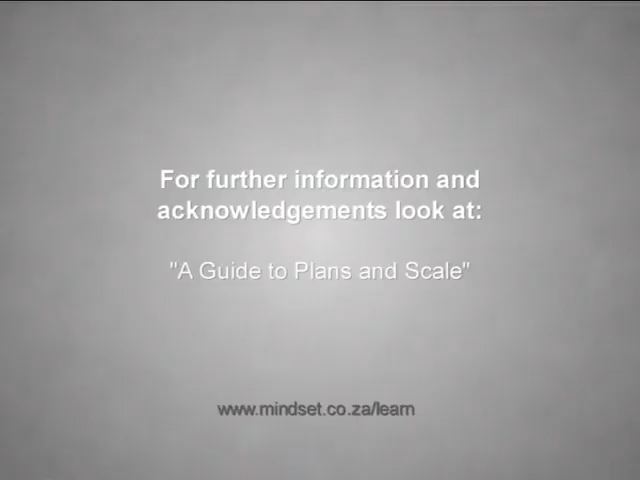 For further information and
acknowledgements look at:
"A Guide to Plans and Scale"
www.mindset.co.za/learn